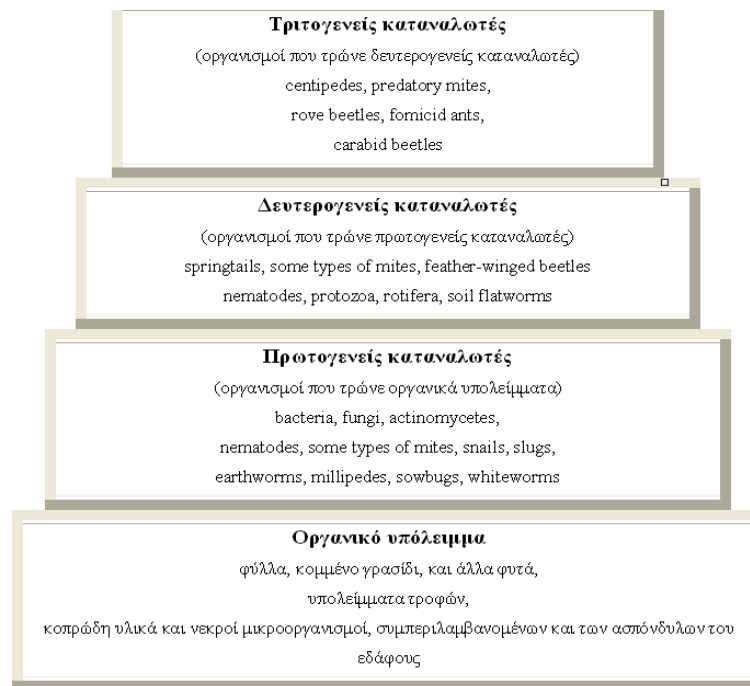 Τριτογενείς καταναλωτές
(οργανισμοί που τρώνε δευτερογενείς καταναλωτές)
centipedes, predatory mites,
rove beetles, fomicid ants,
carabid beetles
Δευτερογενείς καταναλωτές
(οργανισμοί που τρώνε πρωτογενείς καταναλωτές)
springtails, some types of mites, feather-winged beetles
nematodes, protozoa, rotifera, soil flatworms
Πρωτογενείς καταναλωτές
(οργανισμοί που τρώνε οργανικά υπολείμματα)
bacteria, fungi, actinomycetes,
nematodes, some types of mites, snails, slugs,
earthworms, millipedes, sowbugs, whiteworms
Οργανικό υπόλειμμα
φύλλα, κομμένο γρασίδι, και άλλα φυτά,
υπολείμματα τροφών,
κοπρώδη υλικά και νεκροί μικροοργανισμοί, συμπεριλαμβανομένων και των ασπόνδυλων του
εδάφους